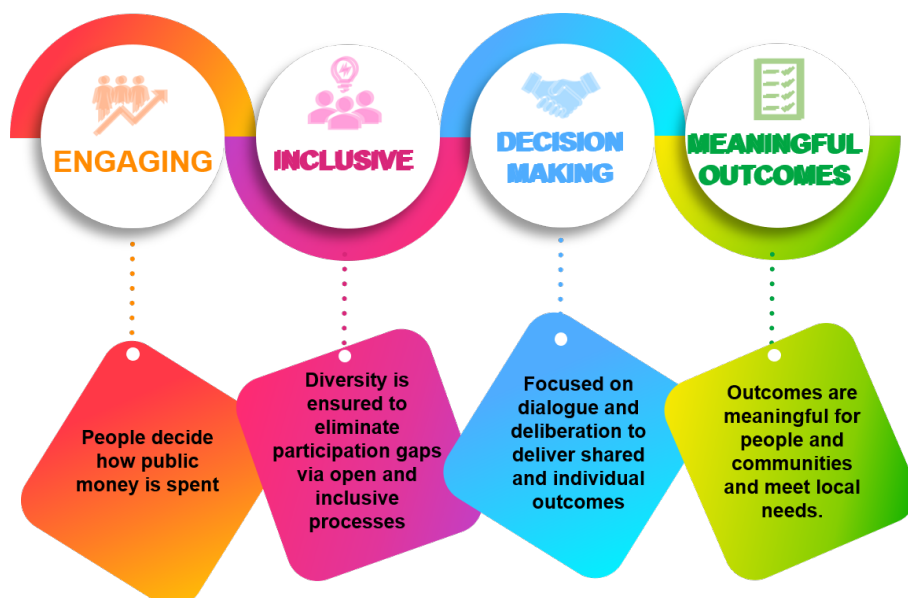 ENGAGING
INCLUSIVE
DECISION
MAKING
MEANINGFUL
OUTCOMES
People decide
how public
money is spent
Diversity is
ensured to
eliminate
participation gaps
via open and
inclusive
processes
Focused on
dialogue and
deliberation to
deliver shared
and individual
outcomes
Outcomes are
meaningful for
people and
communities
and meet local
needs.